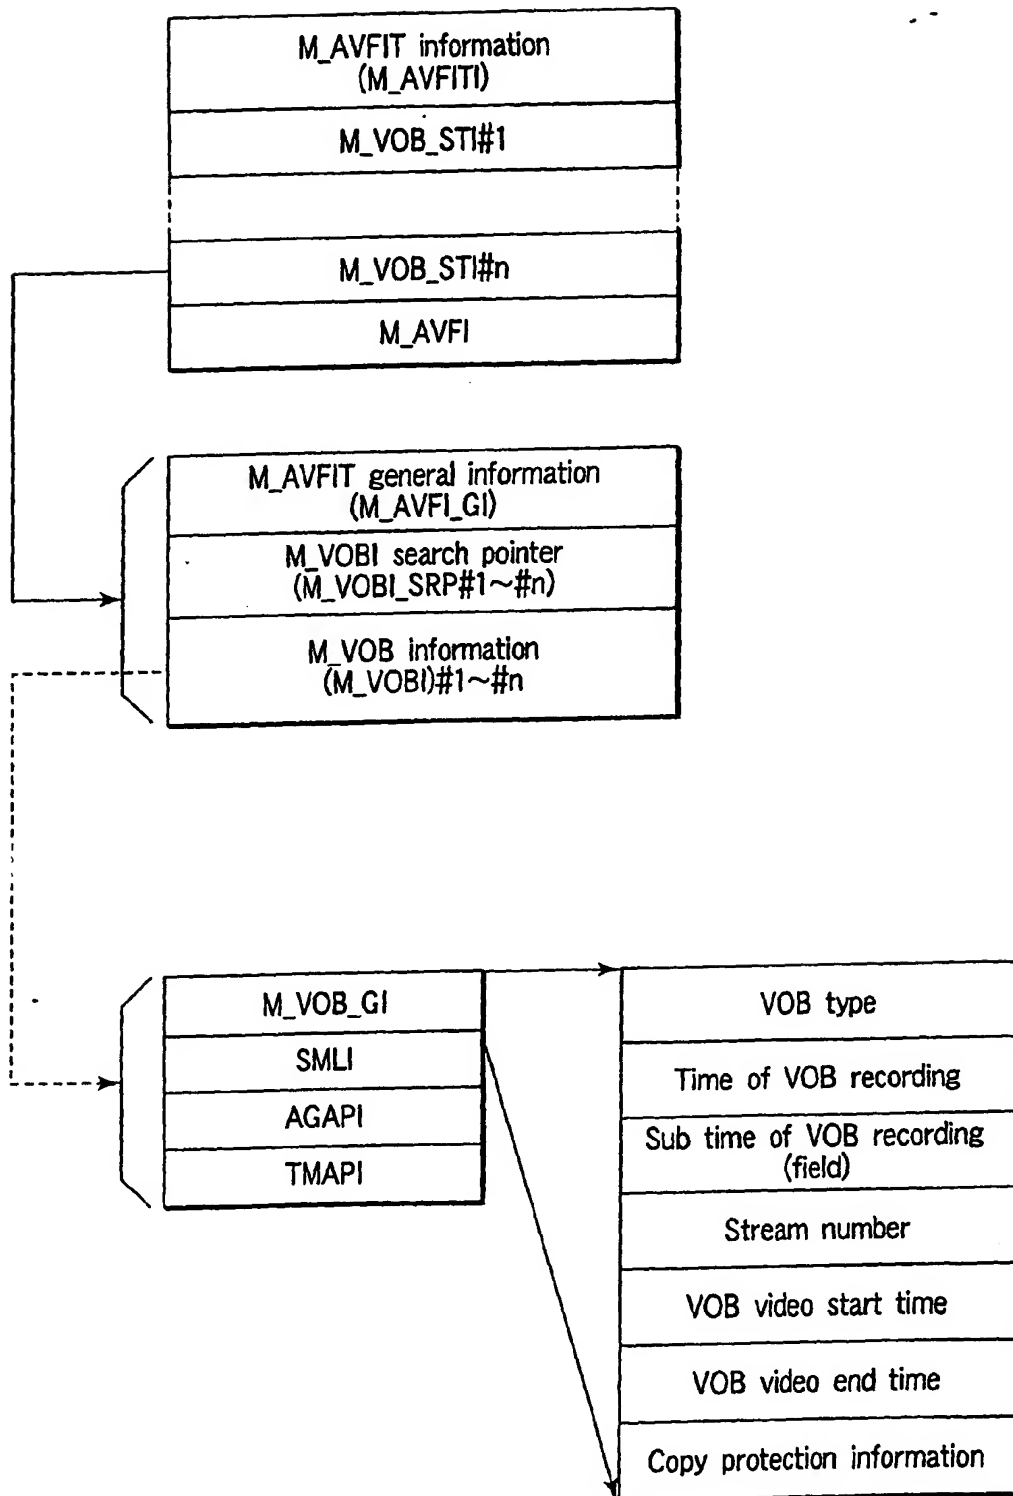 M_AVFIT information
(M_AVFITI)
M_VOB_STI#1
M_VOB_STI#n
M_AVFI
M_AVFIT general information
(M_AVFI_GI)
M_VOBI search pointer
(M_VOBI_SRP#1~#n)
M_VOB information
(M_VOBI)#1~#n
M_VOB_GI
SMLI
AGAPI
TMAPI
VOB type
Time of VOB recording
Sub time of VOB recording
(field)
Stream number
VOB video start time
VOB video end time
Copy protection information